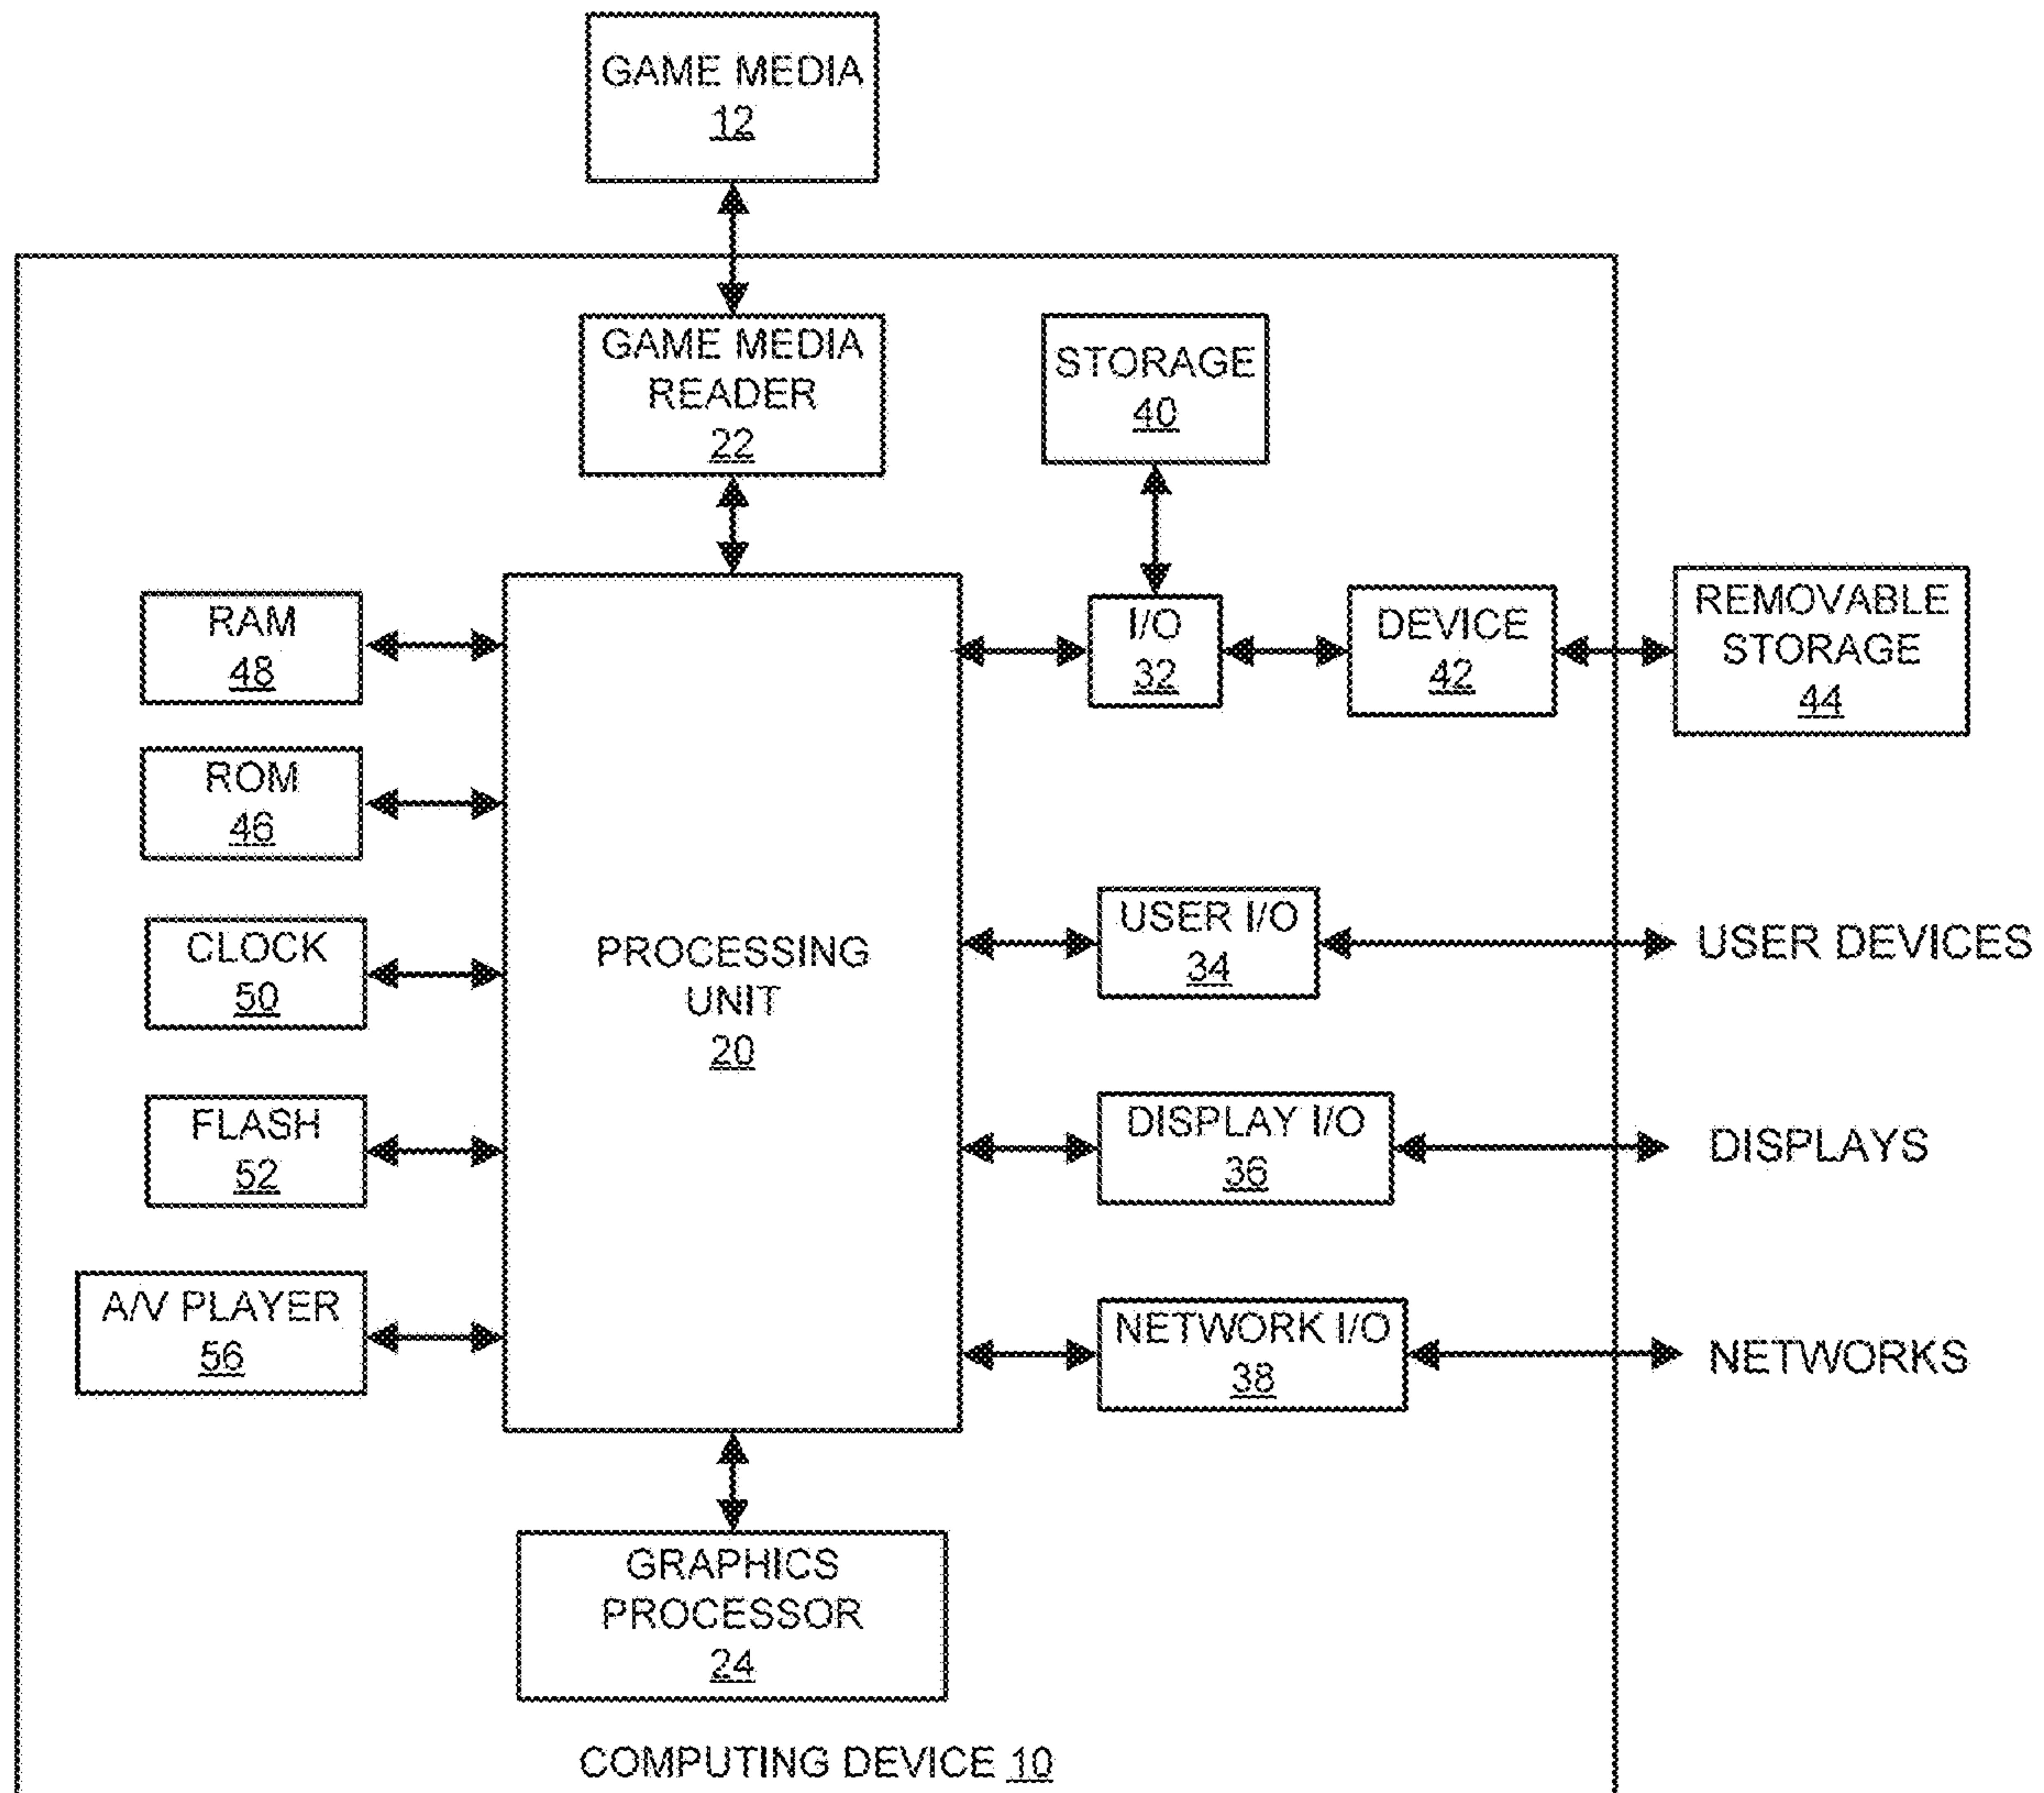 GAME MEDIA
12
GAME MEDIA
READER
22
STORAGE
40
RAM
48
I/O
32
DEVICE
42
REMOVABLE
STORAGE
44
ROM
46
CLOCK
50
PROCESSING
UNIT
20
USER I/O
34
USER DEVICES
FLASH
52
DISPLAY I/O
36
DISPLAYS
A/V PLAYER
56
NETWORK I/O
38
NETWORKS
GRAPHICS
PROCESSOR
24
COMPUTING DEVICE 10